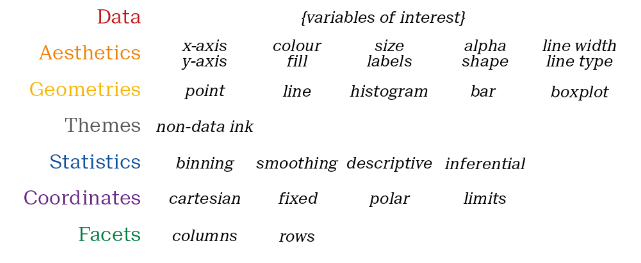 Data {variables of interest}
Aesthetics x-axis colour size alpha line width
y-axis fill labels shape line type
Geometries point line histogram bar boxplot
Themes non-data ink
Statistics binning smoothing descriptive inferential
Coordinates cartesian fixed polar limits
Facets columns rows